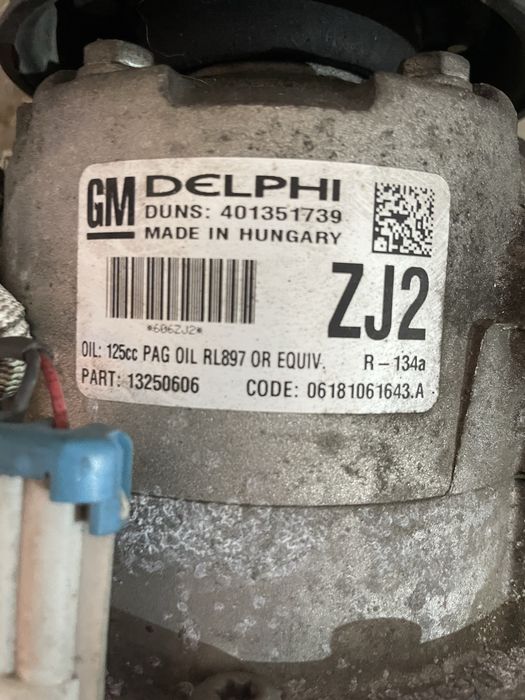 GM DELPHI
DUNS: 401351739
MADE IN HUNGARY
*606ZJ2*
ZJ2
OIL: 125cc PAG OIL RL897 OR EQUIV. R-134a
PART: 13250606 CODE: 06181061643.A